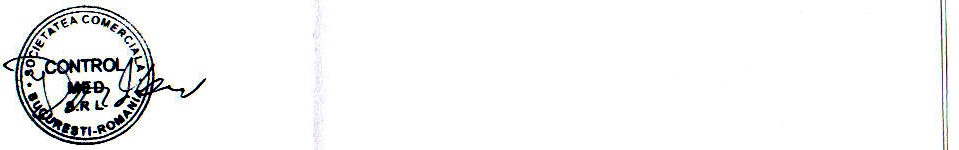 SOCIETATEA COMERCIALA
CONTROL
MED
S.R L
* BUCURESTI-ROMANIA